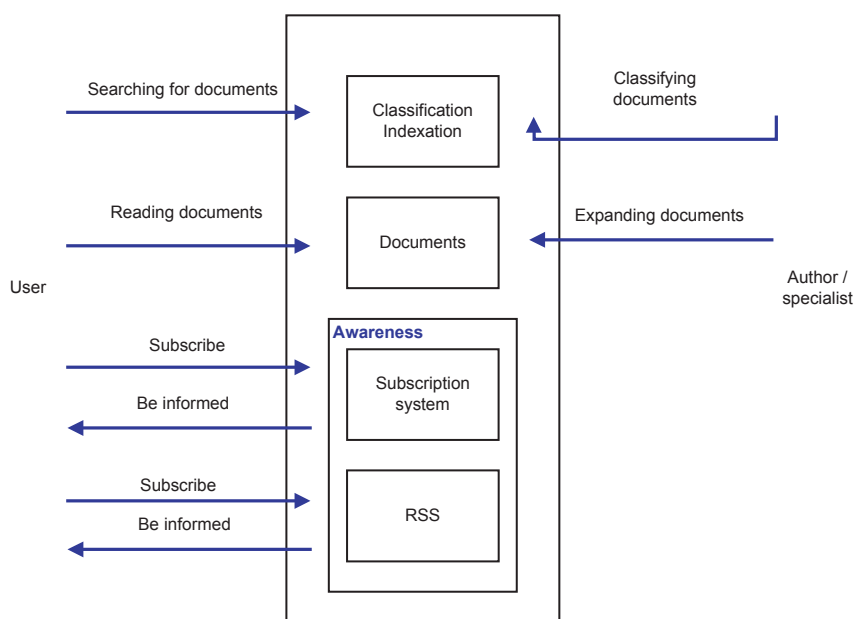 Searching for documents
Classification
Indexation
Classifying
documents
Reading documents
Documents
Expanding documents
User
Author /
specialist
Awareness
Subscribe
Subscription
system
Be informed
Subscribe
RSS
Be informed